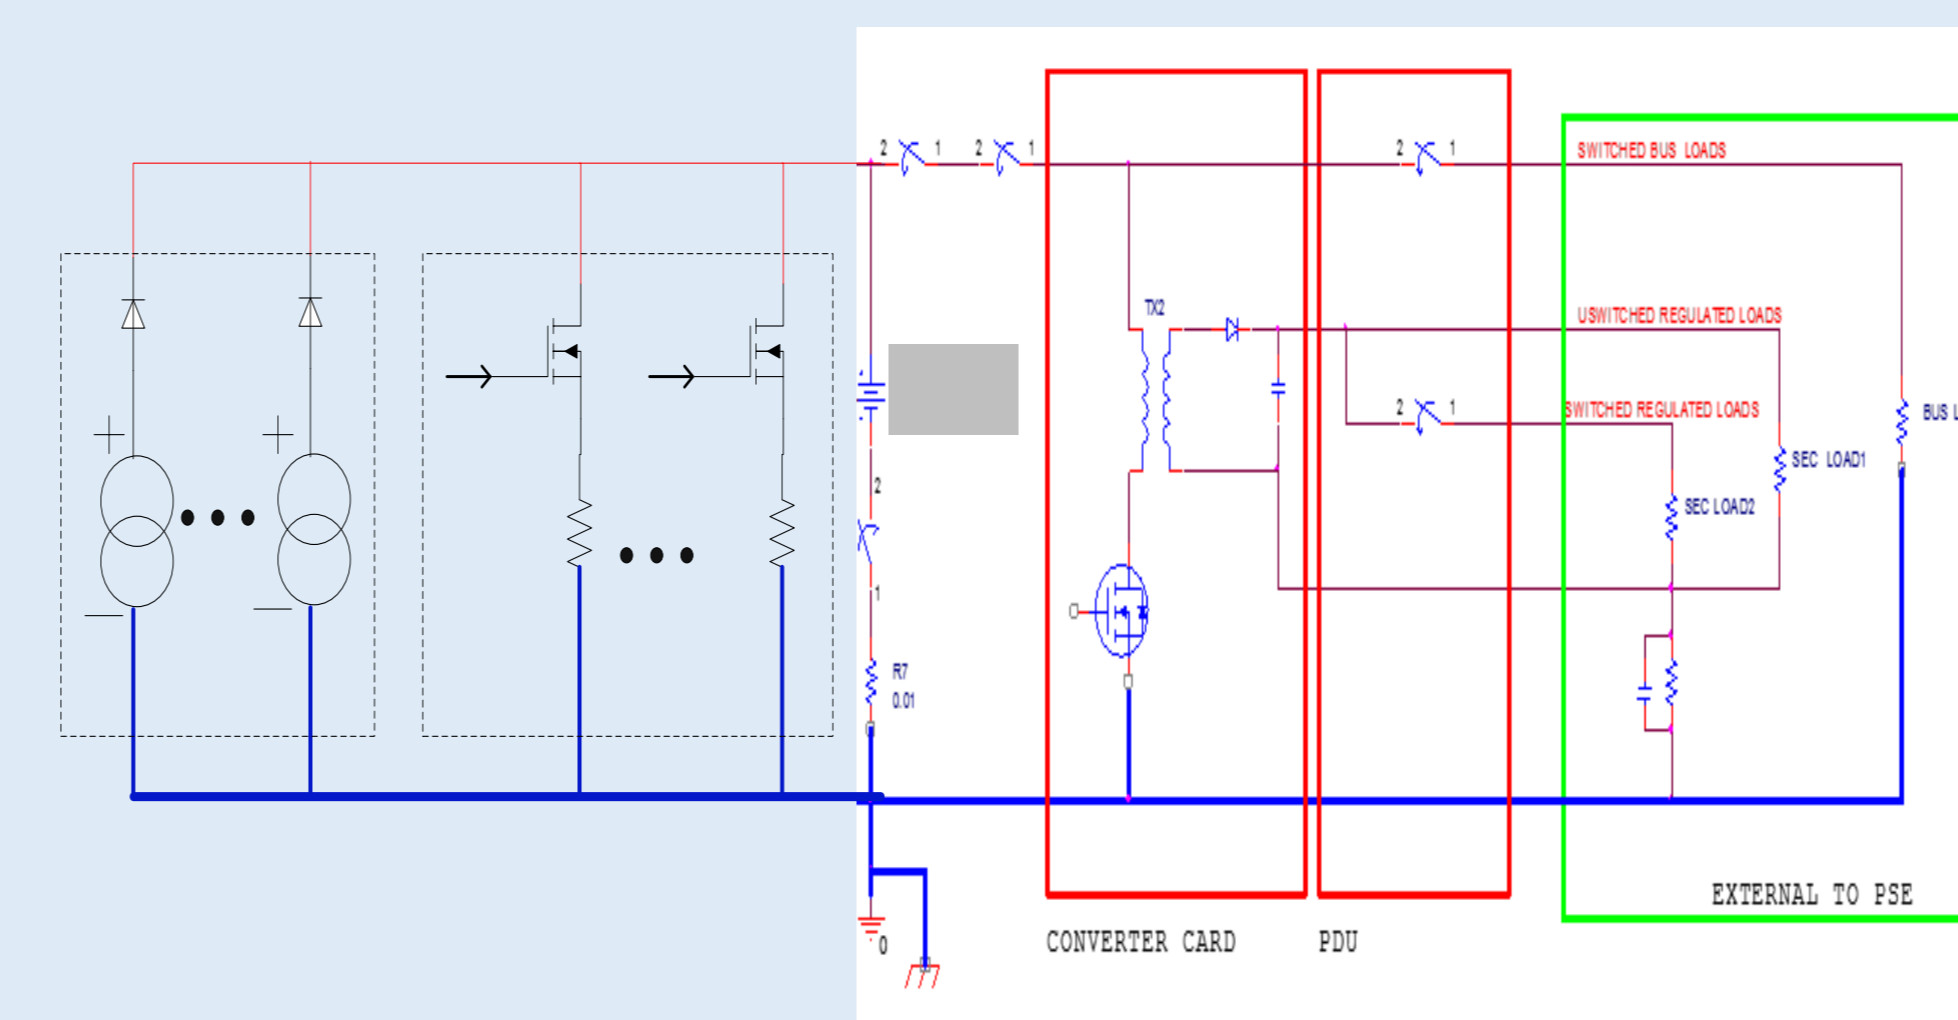 2 1 2 1 2 1
SWITCHED BUS LOADS
TX2
USWITCHED REGULATED LOADS
2 1
SWITCHED REGULATED LOADS
BUS L
SEC LOAD1
2
SEC LOAD2
1
R7
0.01
EXTERNAL TO PSE
0
CONVERTER CARD
PDU